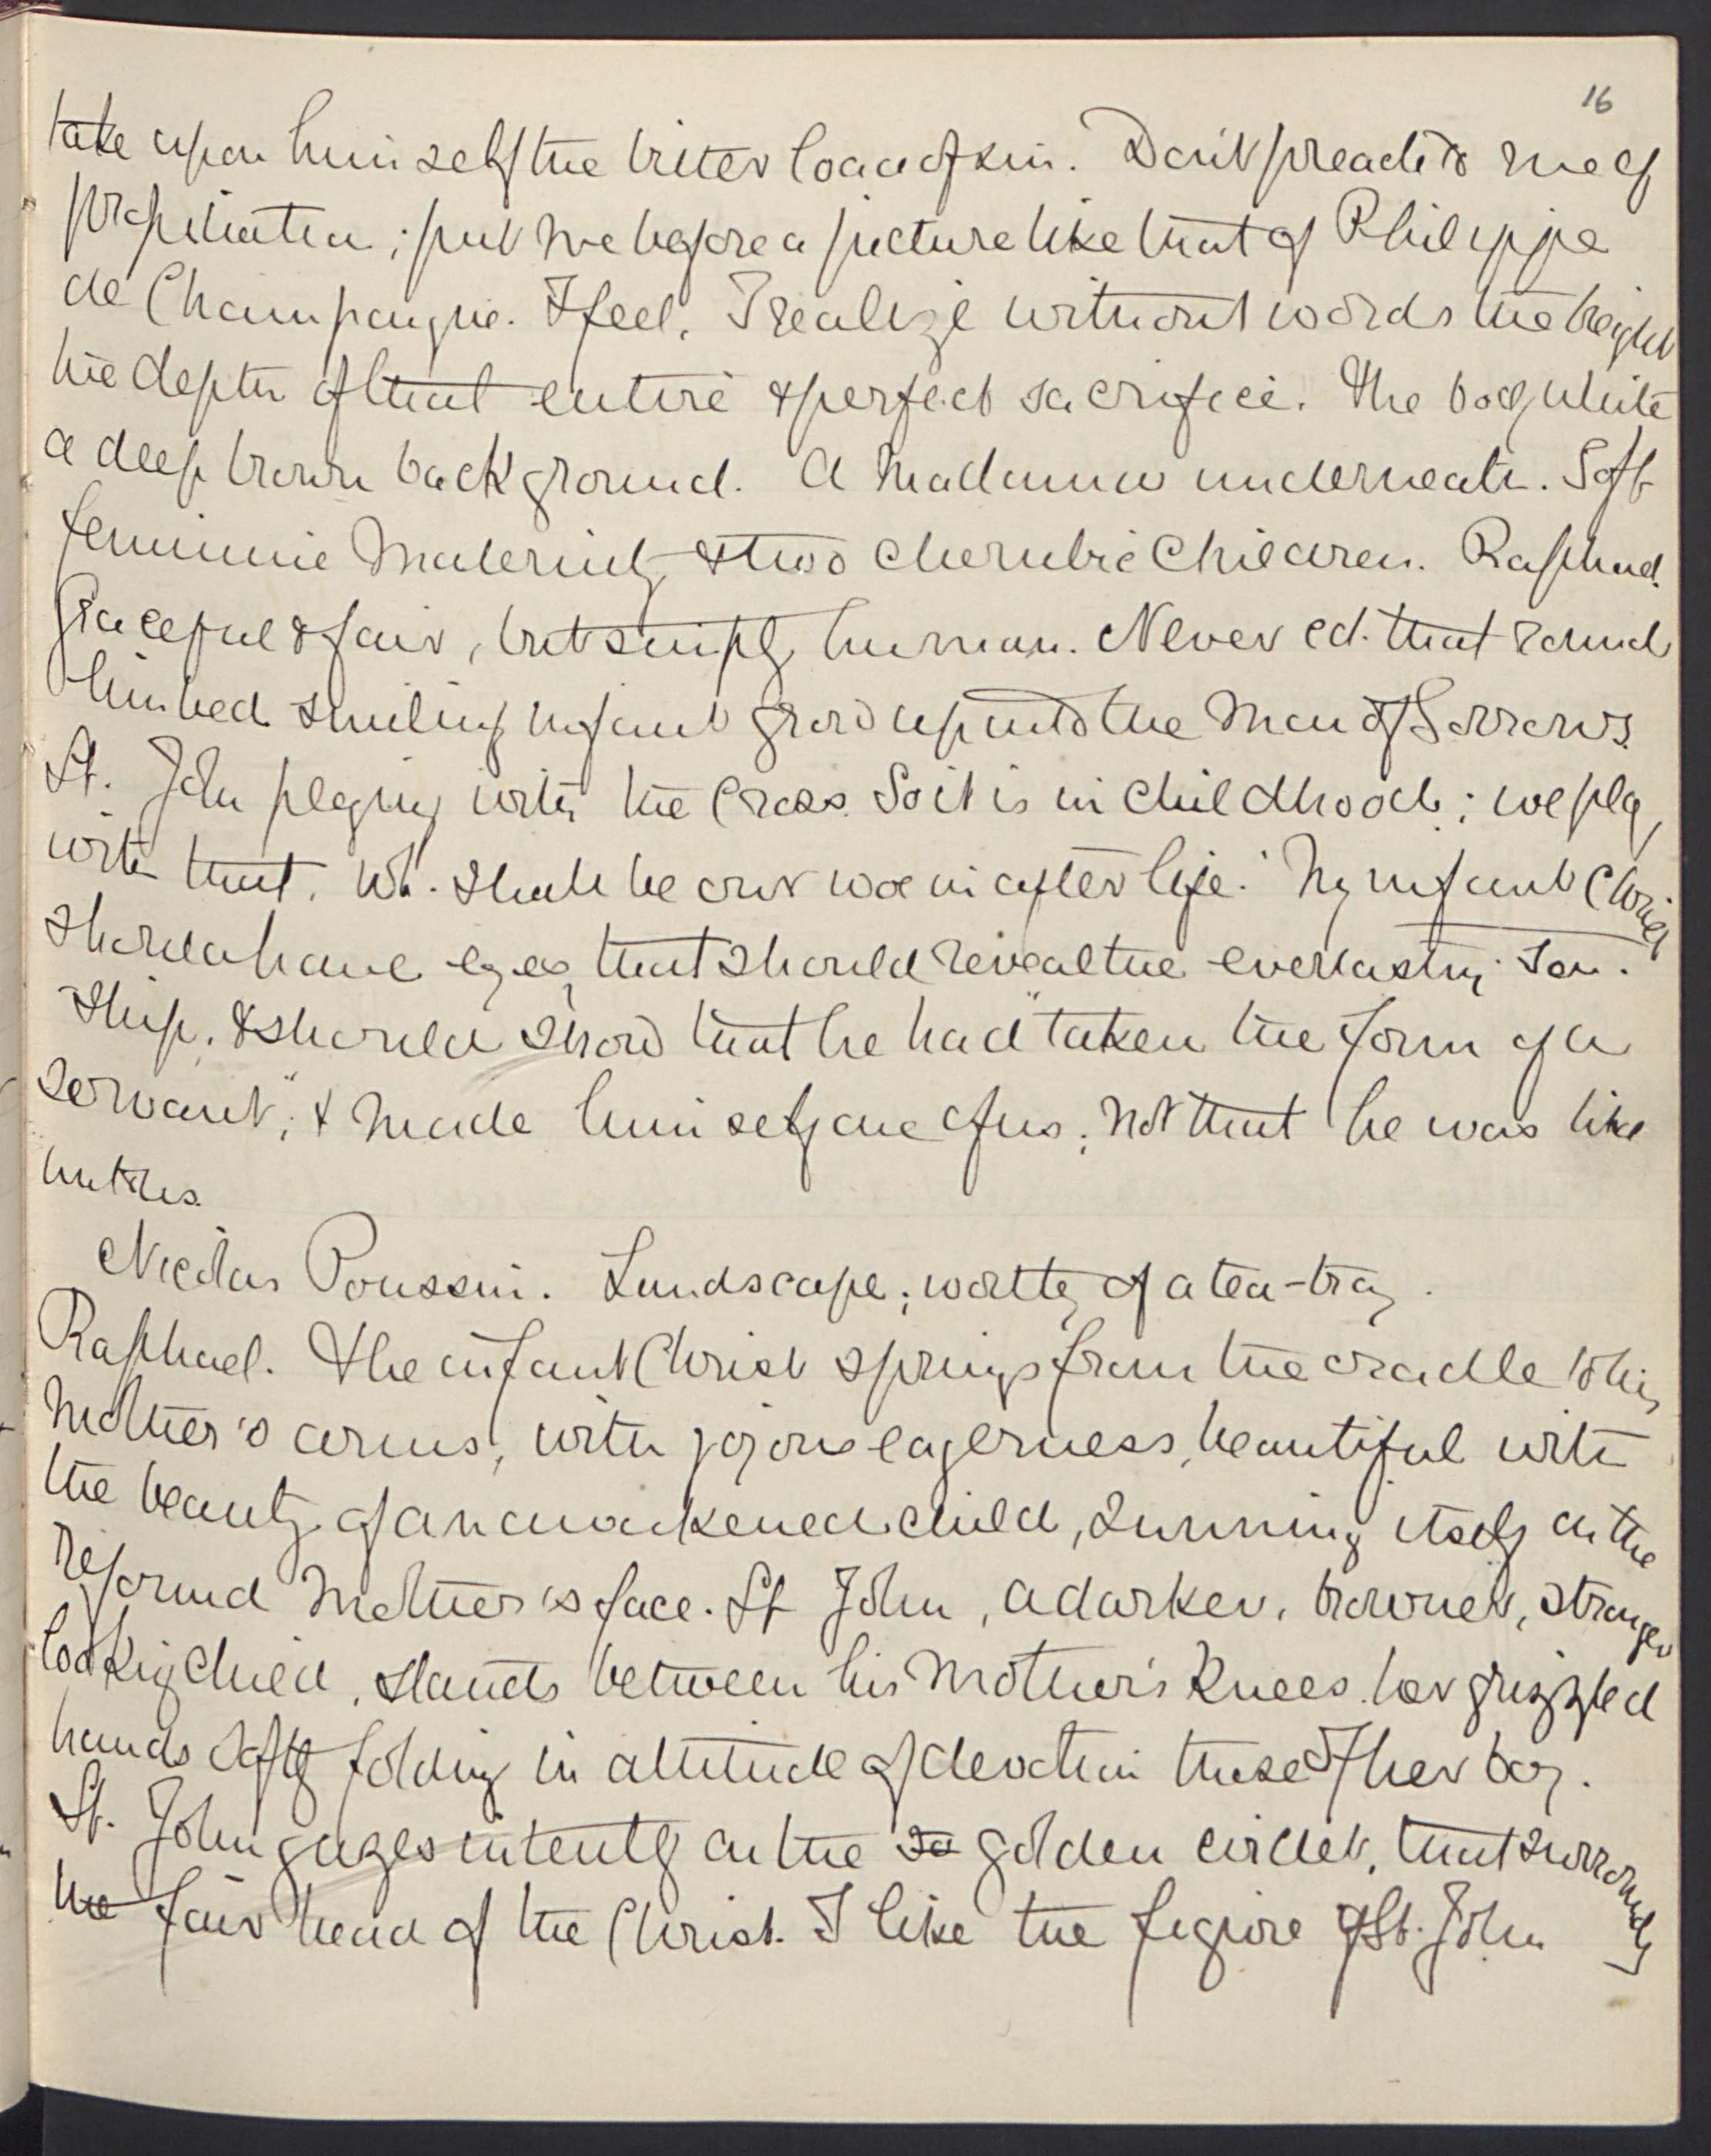 16
take upon himself the bitter load of sin. Don't preach to me of
propitiation; put me before a picture like that of Philippe
de Champaigne. I feel, I realize without words the height
the depth of that entire & perfect sacrifice. The body white
a deep brown background. A Madonna underneath. Soft
feminine Maternity & two cherubic Children. Raphael.
Graceful & fair, but simply human. Never cd. that round
limbed smiling infant grow up into the Man of Sorrows.
St. John playing with the Cross. So it is in childhood; we play
with that. wh. shall be our woe in after life. My infant Christ
should have eyes, that should reveal the everlasting Son-
ship, & should show that he had "taken the form of a
servant", & made himself one of us; not that he was like
unto us.
Nicolas Poussin. Landscape; worthy of a tea-tray.
Raphael. The infant Christ springs from the cradle to his
Mother's arms, with joyous eagerness, beautiful with
the beauty of an awakened child, sunning itself in the
refound Mother's face. St John, a darker, browner, stronger
looking child, stands between his Mother's Knees, her grizzled
hands softly folding in attitude of devotion those of her boy.
St. John gazes intently on the so golden circlet, that surrounds
the fair head of the Christ. I like the figure of St. John